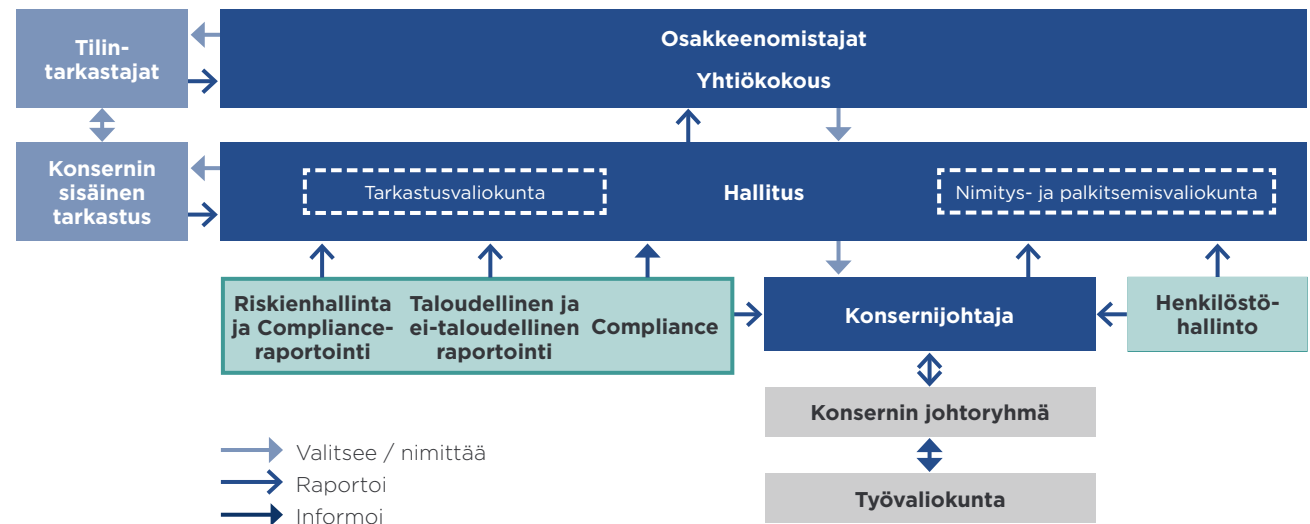 Tilin-
tarkastajat
Osakkeenomistajat
Yhtiökokous
Konsernin
sisäinen
tarkastus
Tarkastusvaliokunta
Hallitus
Nimitys- ja palkitsemisvaliokunta
Riskienhallinta
ja Compliance-
raportointi
Taloudellinen ja
ei-taloudellinen
raportointi
Compliance
Konsernijohtaja
Henkilöstö-
hallinto
Konsernin johtoryhmä
Työvaliokunta
Valitsee / nimittää
Raportoi
Informoi